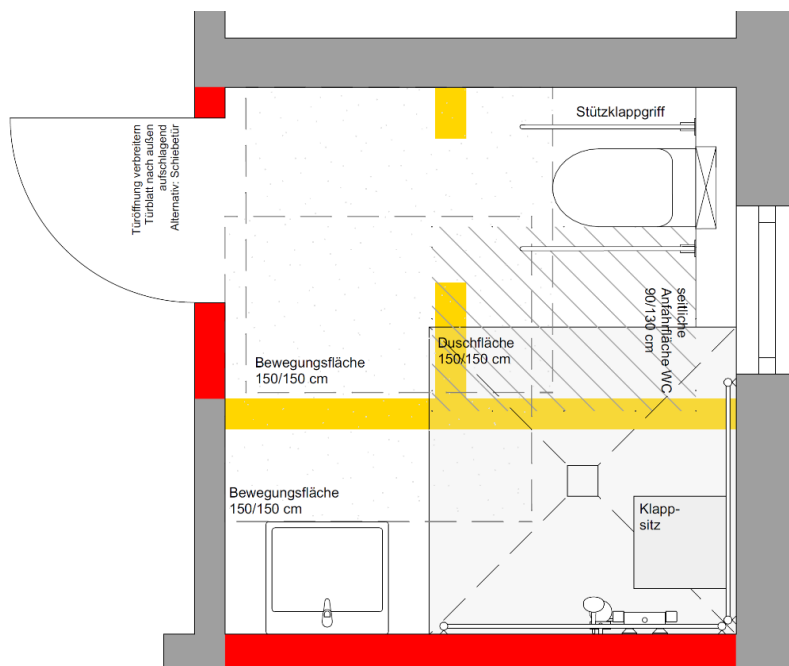 Stützklappgriff
Türöffnung verbreitern
Türblatt nach außen
aufschlagend
Alternativ: Schiebetür
seitliche
Anfahrfläche WC
90/130 cm
Duschfläche
150/150 cm
Bewegungsfläche
150/150 cm
Bewegungsfläche
150/150 cm
Klapp-
sitz